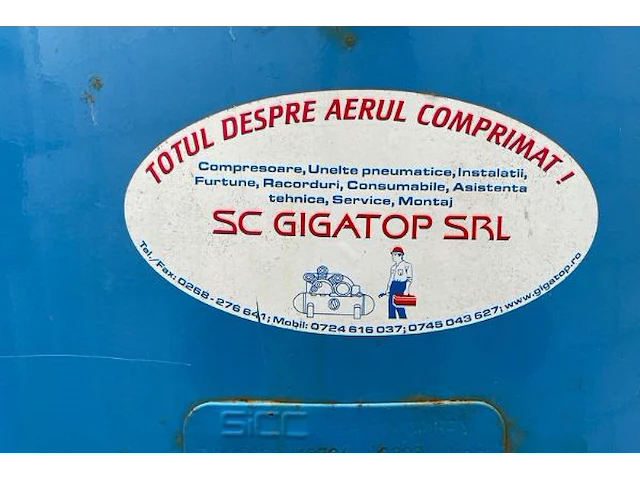 TOTUL DESPRE AERUL COMPRIMAT !
Compresoare, Unelte pneumatice, Instalatii,
Furtune, Racorduri, Consumabile, Asistenta
tehnica, Service, Montaj
SC GIGATOP SRL
Tel./Fax: 0268-276 641; Mobil: 0724 616 037; 0745 043 627; www.gigatop.ro
SICC